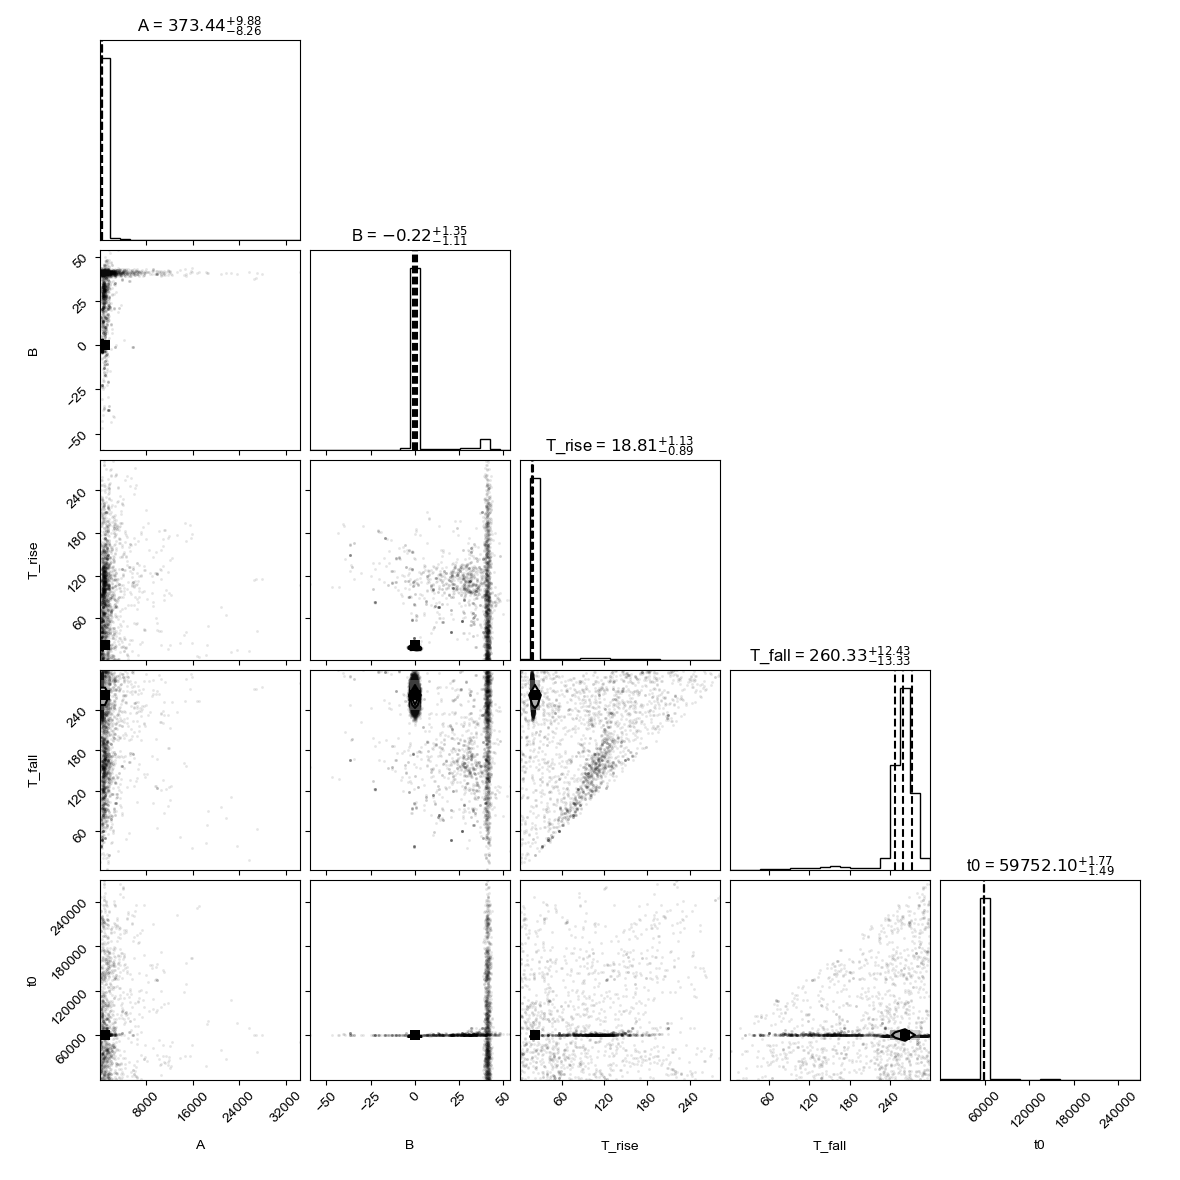 A = 373.44^{+9.88}_{−8.26}
B = −0.22^{+1.35}_{−1.11}
50
25
0
−25
−50
B
T_rise = 18.81^{+1.13}_{−0.89}
240
180
120
60
T_rise
T_fall = 260.33^{+12.43}_{−13.33}
240
180
120
60
T_fall
t0 = 59752.10^{+1.77}_{−1.49}
240000
180000
120000
60000
t0
8000 16000 24000 32000
−50 −25 0 25 50
60 120 180 240
60 120 180 240
60000 120000 180000 240000
A B T_rise T_fall t0